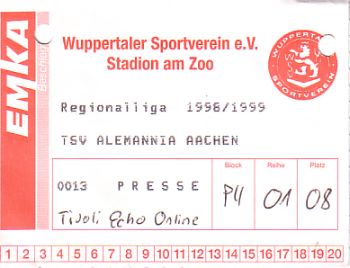 EMKA
Beschläge
Wuppertaler Sportverein e.V.
Stadion am Zoo
WUPPERTALER
SPORTVEREIN
Regionalliga 1998/1999
TSV ALEMANNIA AACHEN
Block Reihe Platz
0013 PRESSE P4 01 08
Tivoli Echo Online
1 2 3 4 5 6 7 8 9 10 11 12 13 14 15 16 17 18 19 20